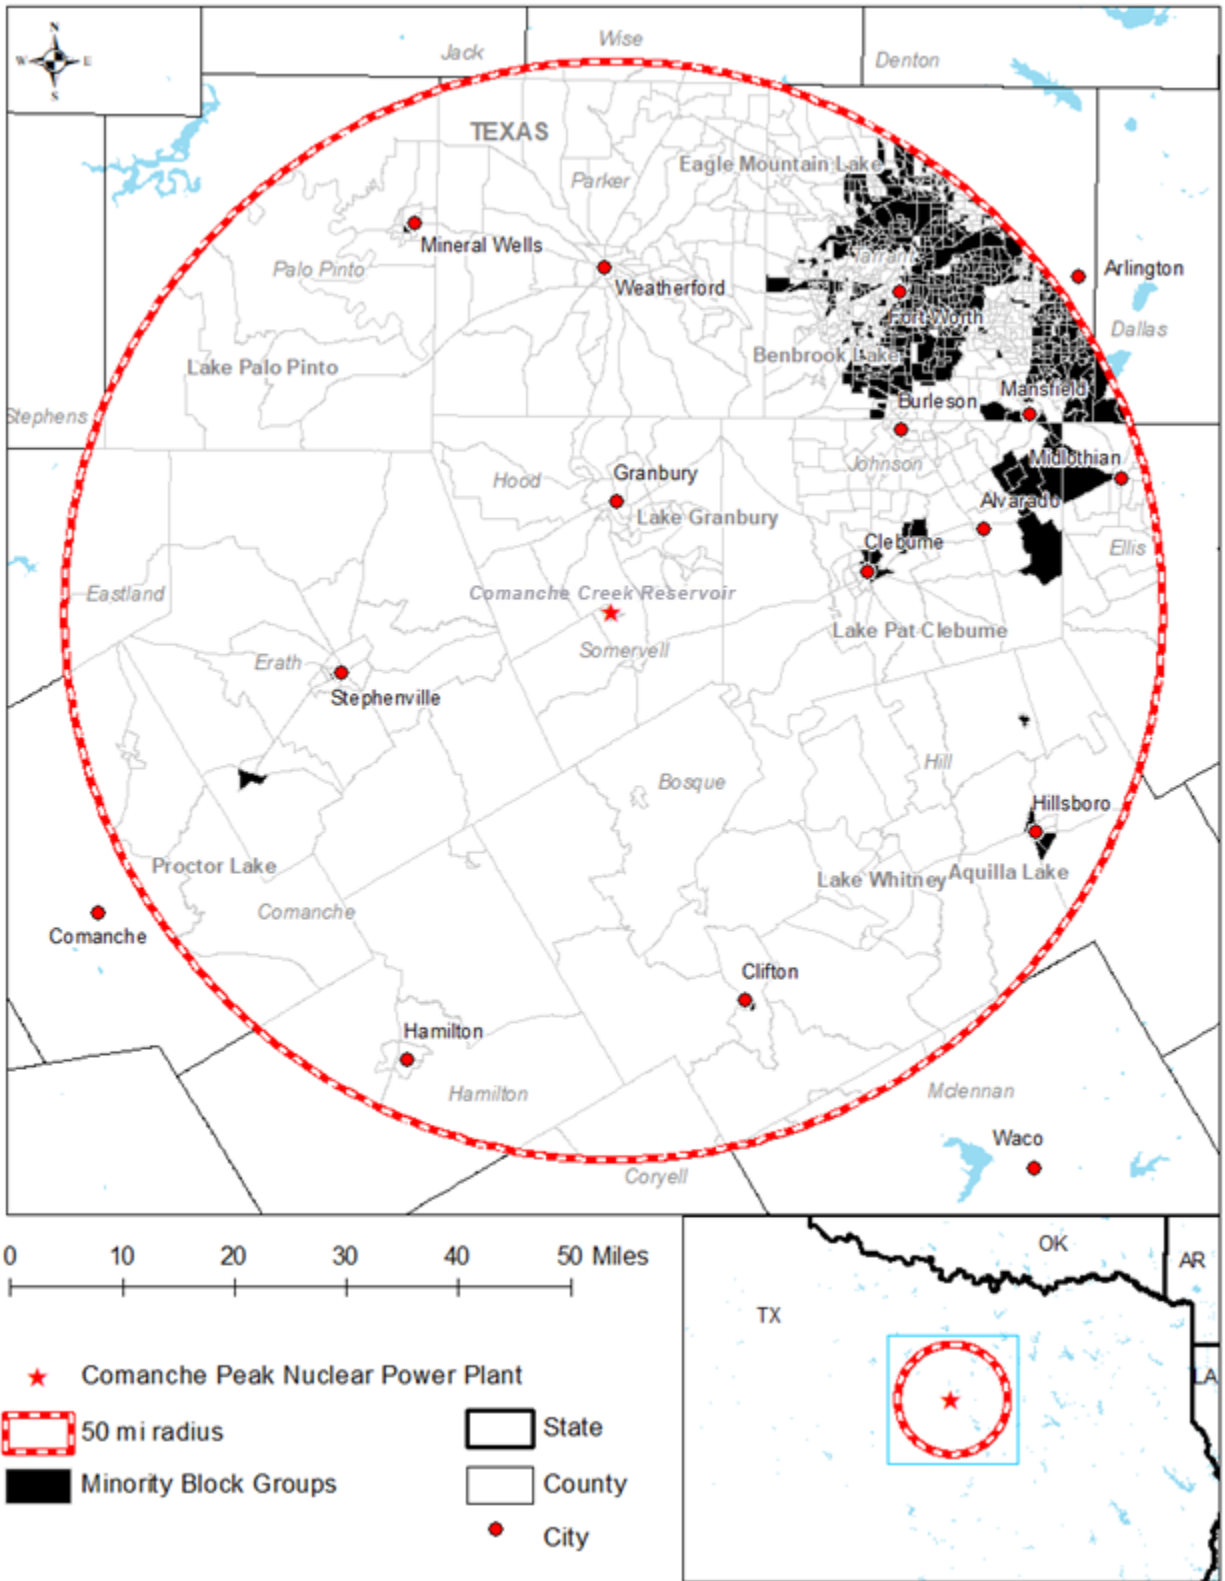 N
W E
S
Jack
Wise
Denton
TEXAS
Eagle Mountain Lake
Parker
Mineral Wells
Palo Pinto
Weatherford
Tarrant
Arlington
Fort Worth
Dallas
Lake Palo Pinto
Benbrook Lake
Mansfield
Burleson
Stephens
Midlothian
Johnson
Granbury
Hood
Alvarado
Lake Granbury
Cleburne
Ellis
Comanche Creek Reservoir
Eastland
Lake Pat Cleburne
Somervell
Erath
Stephenville
Hill
Bosque
Hillsboro
Proctor Lake
Lake Whitney
Aquilla Lake
Comanche
Comanche
Clifton
Hamilton
Hamilton
Mclennan
Waco
Coryell
0 10 20 30 40 50 Miles
OK
AR
TX
LA
Comanche Peak Nuclear Power Plant
50 mi radius
State
Minority Block Groups
County
City